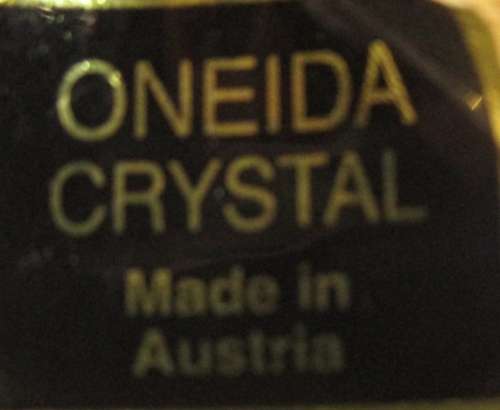 ONEIDA
CRYSTAL
Made in
Austria